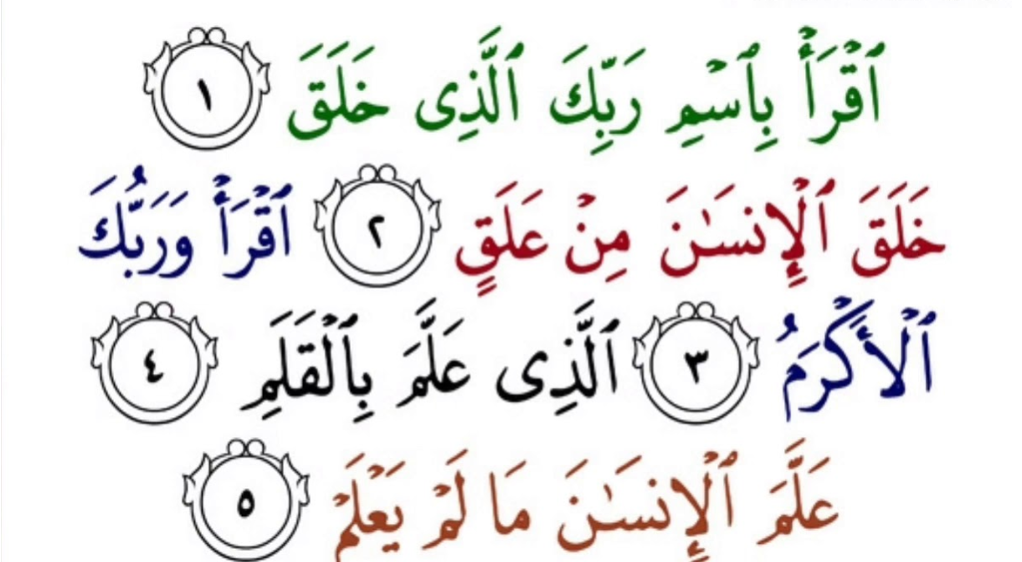 ٱقْرَأْ بِٱسْمِ رَبِّكَ ٱلَّذِى خَلَقَ ١
خَلَقَ ٱلْإِنسَـٰنَ مِنْ عَلَقٍ ٢ ٱقْرَأْ وَرَبُّكَ
ٱلْأَكْرَمُ ٣ ٱلَّذِى عَلَّمَ بِٱلْقَلَمِ ٤
عَلَّمَ ٱلْإِنسَـٰنَ مَا لَمْ يَعْلَمْ ٥